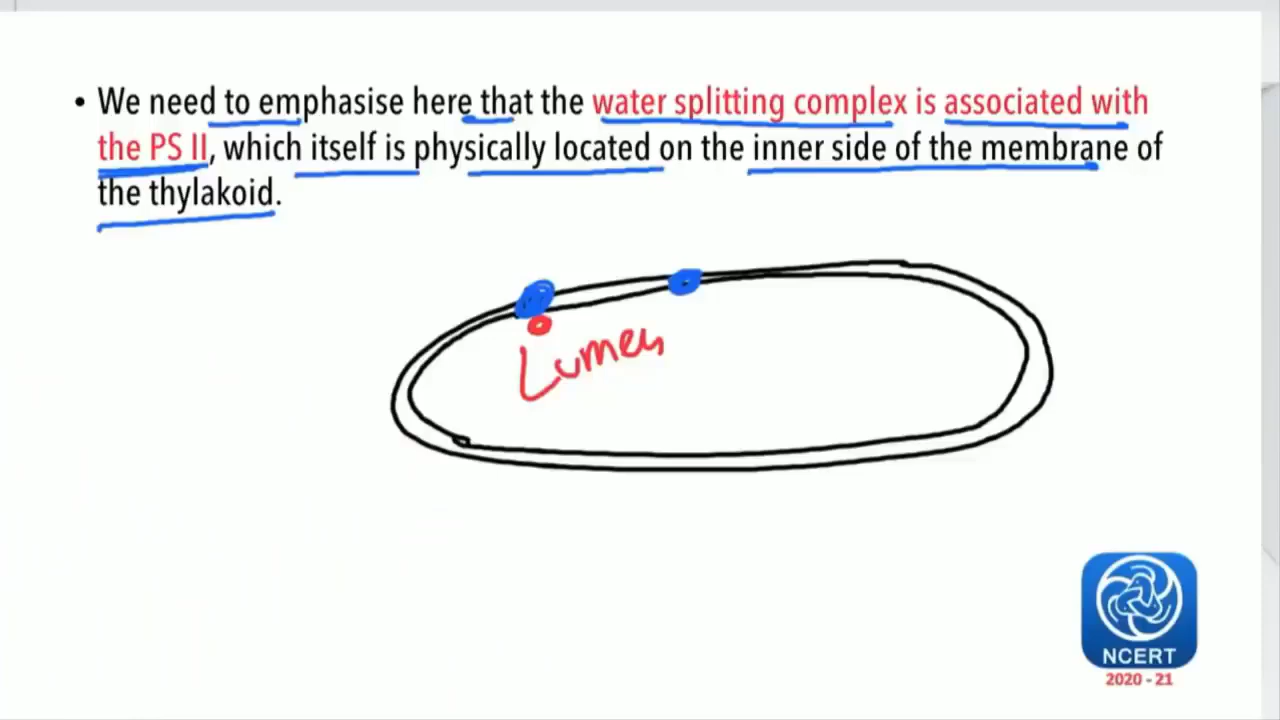 • We need to emphasise here that the water splitting complex is associated with
the PS II, which itself is physically located on the inner side of the membrane of
the thylakoid.
Lumen
NCERT
2020 - 21